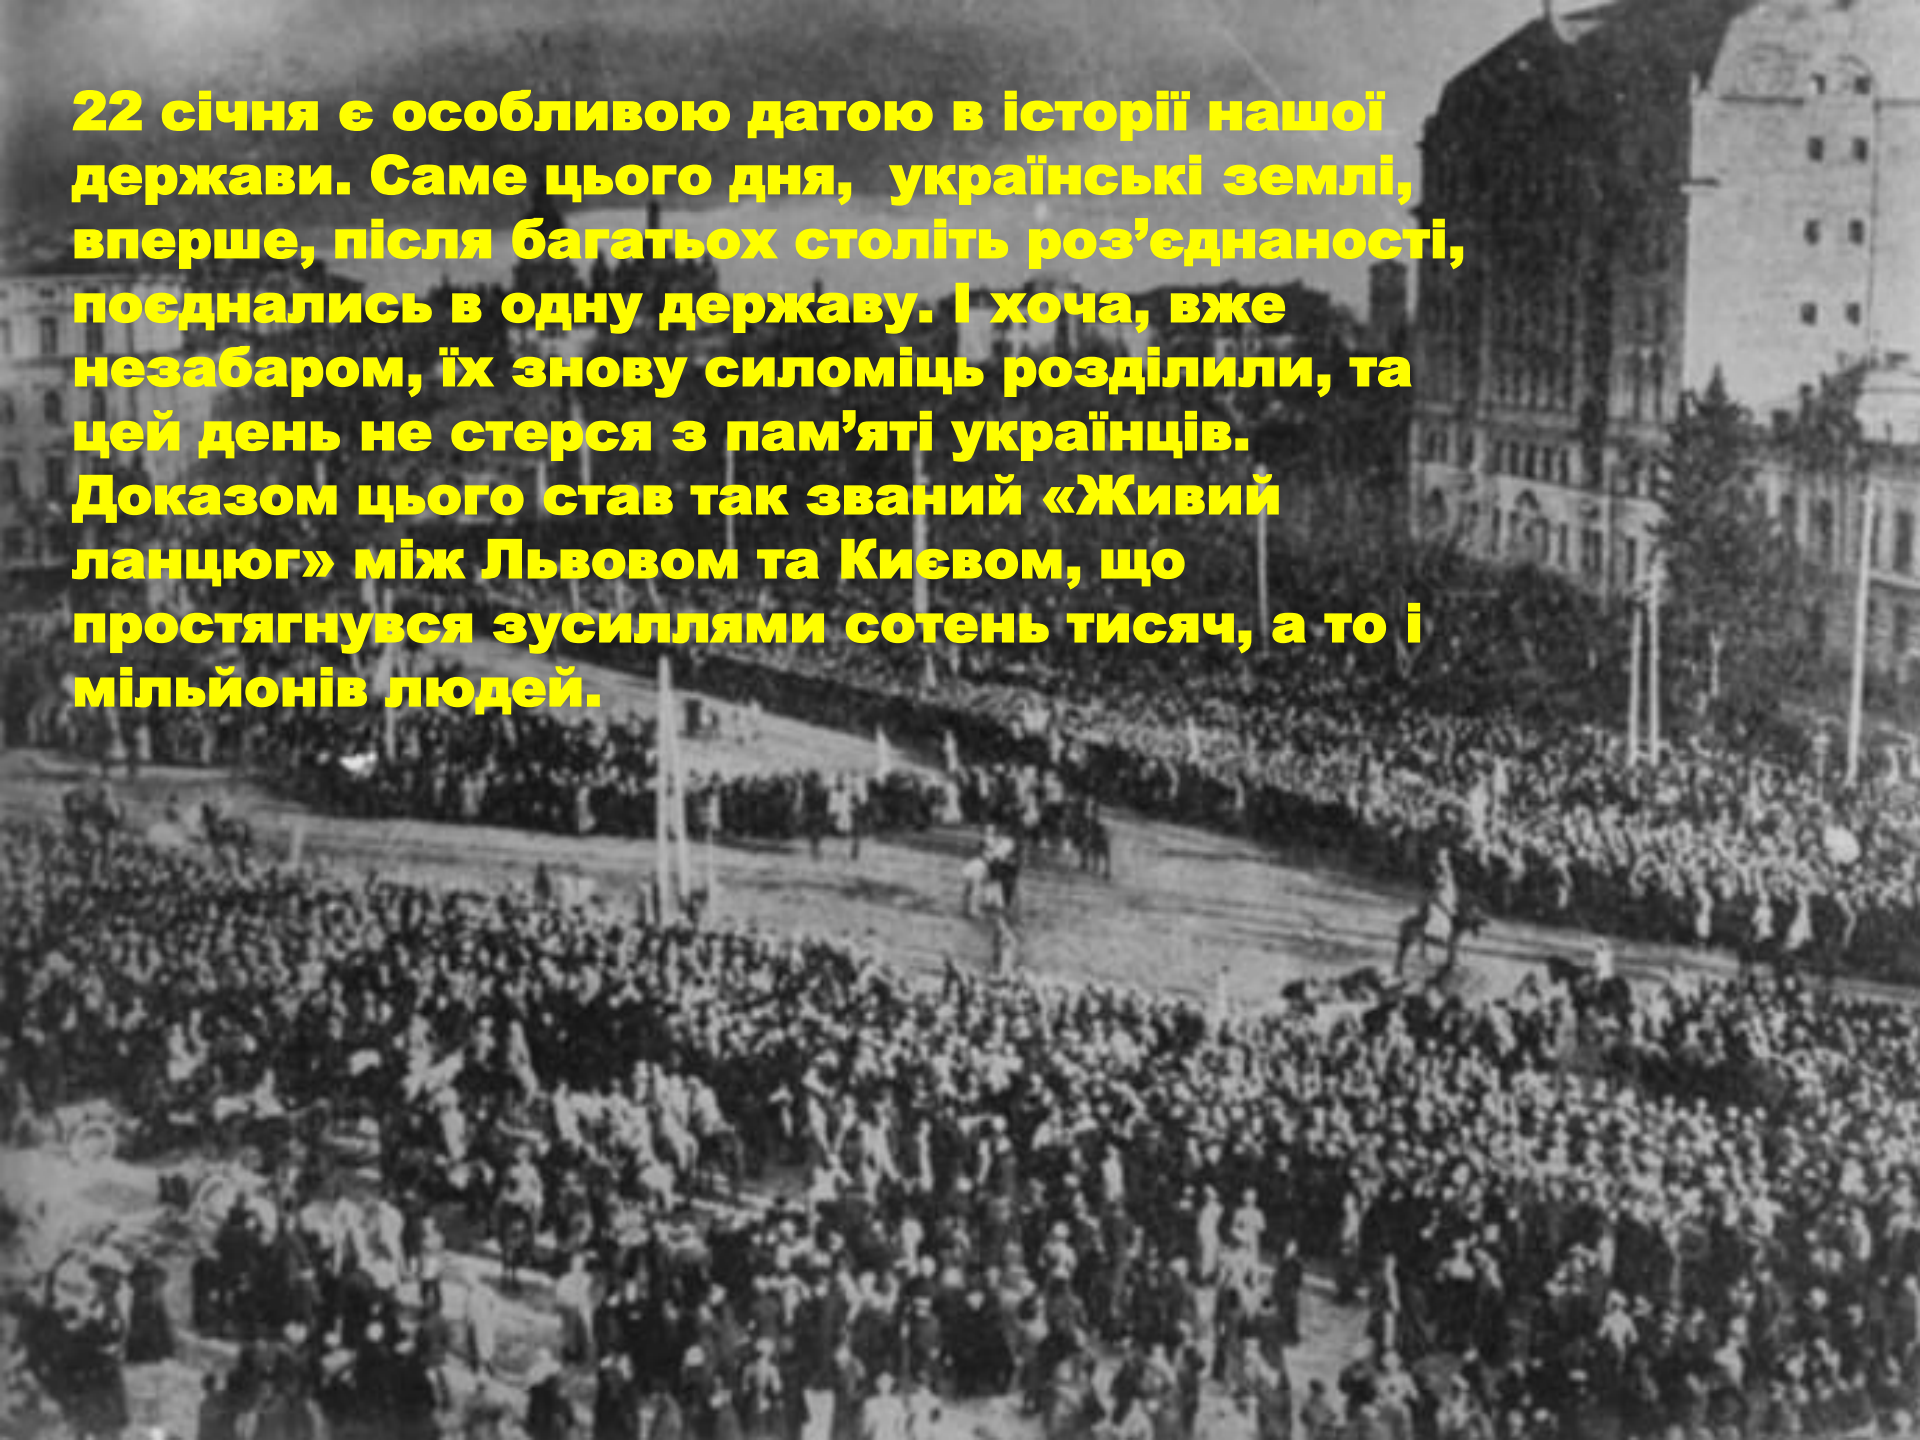 22 січня є особливою датою в історії нашої
держави. Саме цього дня,  українські землі,
вперше, після багатьох століть роз’єднаності,
поєднались в одну державу. І хоча, вже
незабаром, їх знову силоміць розділили, та
цей день не стерся з пам’яті українців.
Доказом цього став так званий «Живий
ланцюг» між Львовом та Києвом, що
простягнувся зусиллями сотень тисяч, а то і
мільйонів людей.